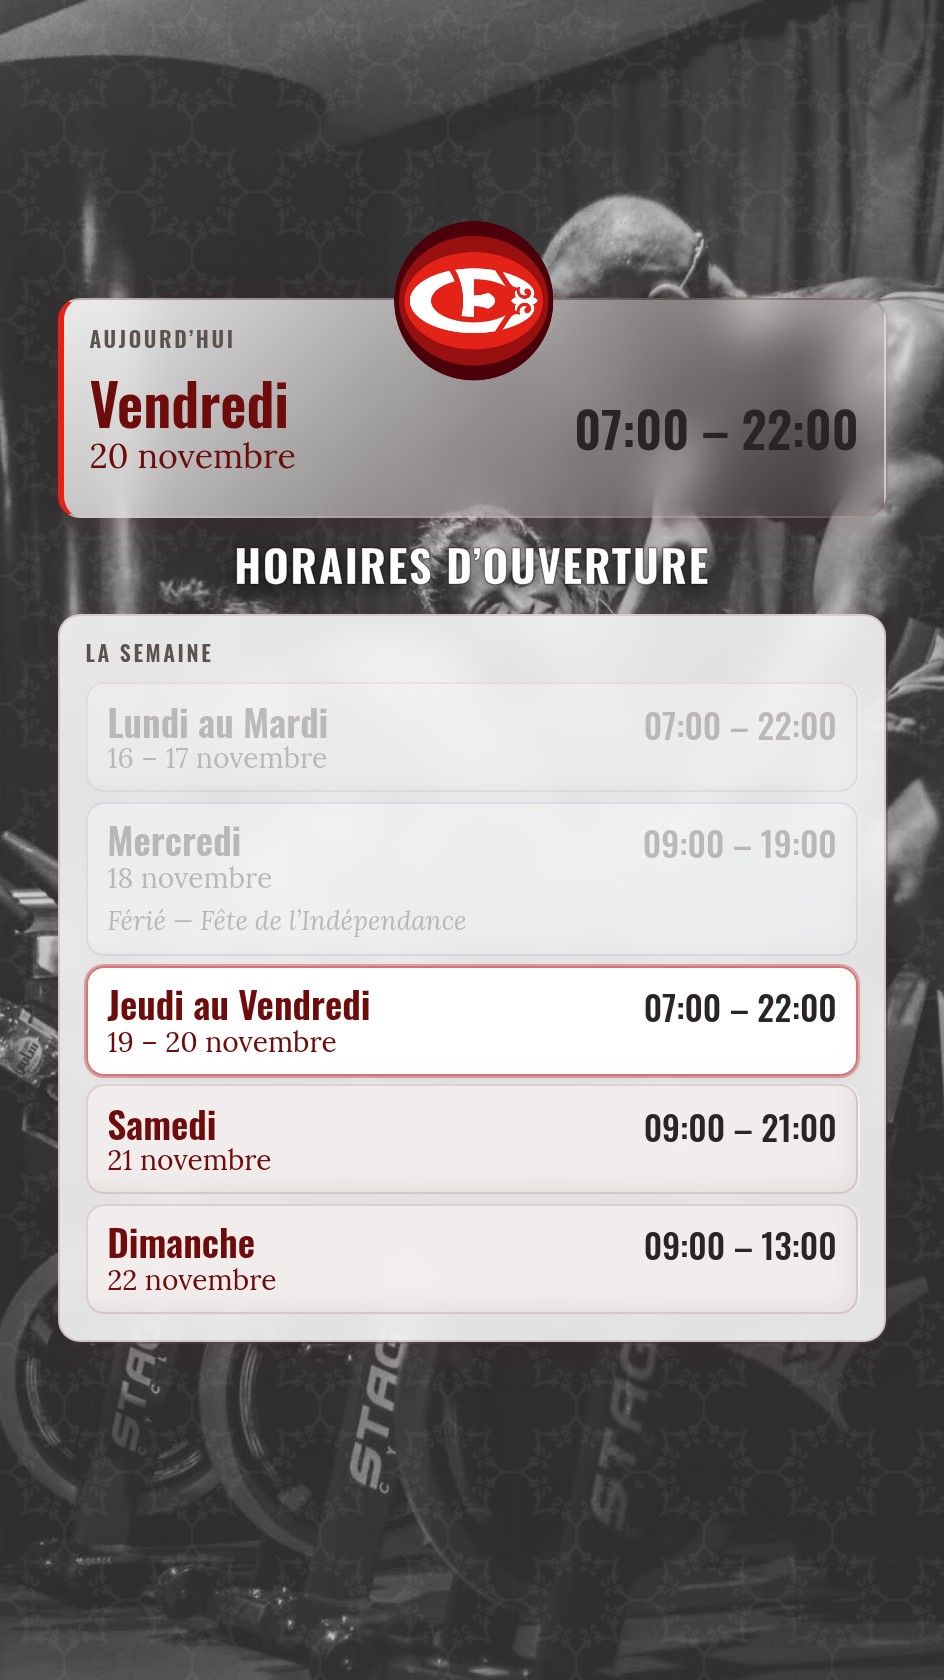 CF
AUJOURD’HUI
Vendredi
20 novembre
07:00 – 22:00
HORAIRES D’OUVERTURE
LA SEMAINE
Lundi au Mardi
07:00 – 22:00
16 – 17 novembre
Mercredi
09:00 – 19:00
18 novembre
Férié — Fête de l’Indépendance
Jeudi au Vendredi
07:00 – 22:00
19 – 20 novembre
Samedi
09:00 – 21:00
21 novembre
Dimanche
09:00 – 13:00
22 novembre
STAG
STAG
STAG